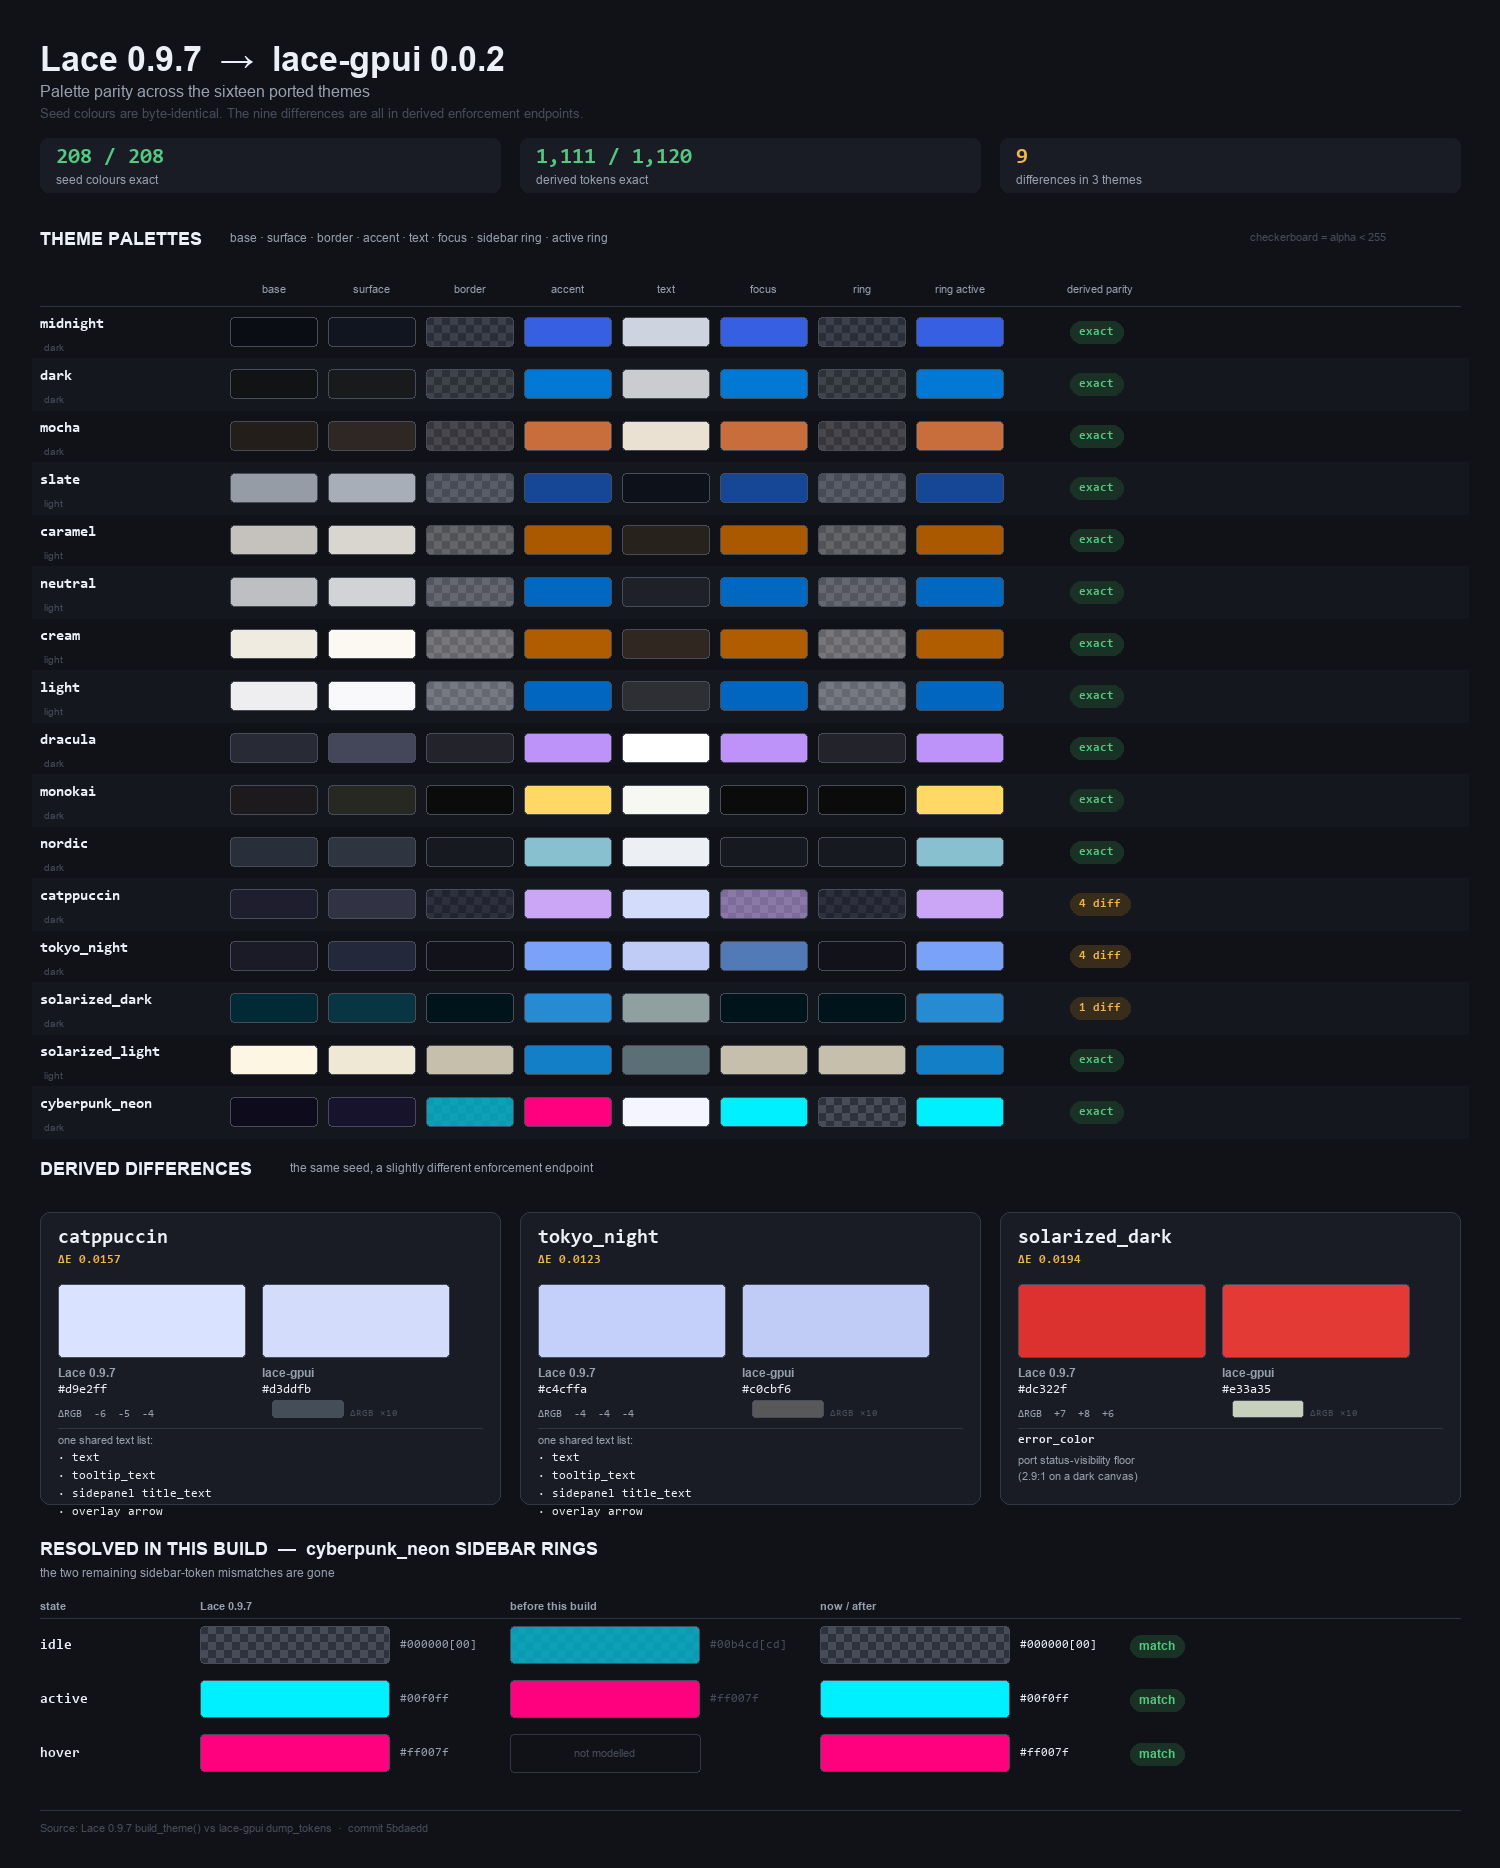 Lace 0.9.7 → lace-gpui 0.0.2
Palette parity across the sixteen ported themes
Seed colours are byte-identical. The nine differences are all in derived enforcement endpoints.
208 / 208
seed colours exact
1,111 / 1,120
derived tokens exact
9
differences in 3 themes
THEME PALETTES base · surface · border · accent · text · focus · sidebar ring · active ring checkerboard = alpha < 255
base surface border accent text focus ring ring active derived parity
midnight exact
dark
dark exact
dark
mocha exact
dark
slate exact
light
caramel exact
light
neutral exact
light
cream exact
light
light exact
light
dracula exact
dark
monokai exact
dark
nordic exact
dark
catppuccin 4 diff
dark
tokyo_night 4 diff
dark
solarized_dark 1 diff
dark
solarized_light exact
light
cyberpunk_neon exact
dark
DERIVED DIFFERENCES the same seed, a slightly different enforcement endpoint
catppuccin
ΔE 0.0157
Lace 0.9.7 lace-gpui
#d9e2ff #d3ddfb
ΔRGB -6 -5 -4 ΔRGB ×10
one shared text list:
· text
· tooltip_text
· sidepanel title_text
· overlay arrow
tokyo_night
ΔE 0.0123
Lace 0.9.7 lace-gpui
#c4cffa #c0cbf6
ΔRGB -4 -4 -4 ΔRGB ×10
one shared text list:
· text
· tooltip_text
· sidepanel title_text
· overlay arrow
solarized_dark
ΔE 0.0194
Lace 0.9.7 lace-gpui
#dc322f #e33a35
ΔRGB +7 +8 +6 ΔRGB ×10
error_color
port status-visibility floor
(2.9:1 on a dark canvas)
RESOLVED IN THIS BUILD — cyberpunk_neon SIDEBAR RINGS
the two remaining sidebar-token mismatches are gone
state Lace 0.9.7 before this build now / after
idle #000000[00] #00b4cd[cd] #000000[00] match
active #00f0ff #ff007f #00f0ff match
hover #ff007f not modelled #ff007f match
Source: Lace 0.9.7 build_theme() vs lace-gpui dump_tokens · commit 5bdaedd